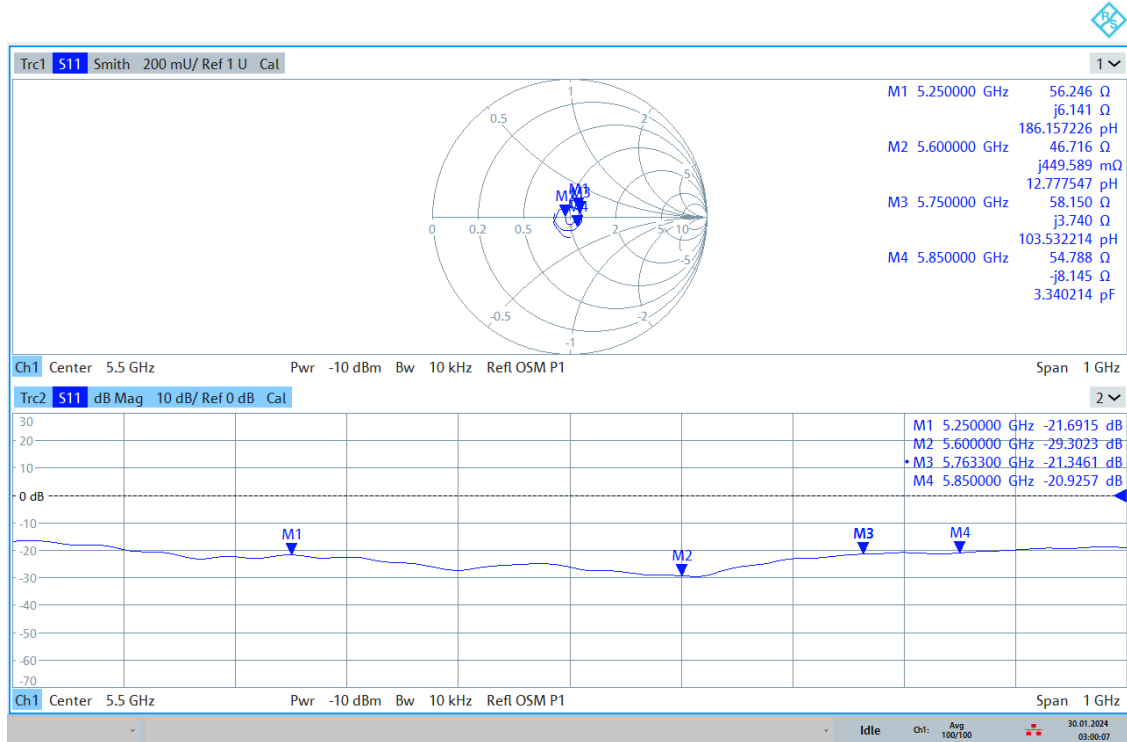 R&S
Trc1 S11 Smith 200 mU/ Ref 1 U Cal 1
M1 5.250000 GHz 56.246 Ω
j6.141 Ω
186.157226 pH
M2 5.600000 GHz 46.716 Ω
j449.589 mΩ
12.777547 pH
M3 5.750000 GHz 58.150 Ω
j3.740 Ω
103.532214 pH
M4 5.850000 GHz 54.788 Ω
-j8.145 Ω
3.340214 pF
1
0.5 2
5
M2 M1 M3
M4
0 0.2 0.5 2 5 10
-5
-0.5 -2
-1
Ch1 Center 5.5 GHz Pwr -10 dBm Bw 10 kHz Refl OSM P1 Span 1 GHz
Trc2 S11 dB Mag 10 dB/ Ref 0 dB Cal 2
30
20
10
0 dB
-10
-20
-30
-40
-50
-60
-70
M1 5.250000 GHz -21.6915 dB
M2 5.600000 GHz -29.3023 dB
M3 5.763300 GHz -21.3461 dB
M4 5.850000 GHz -20.9257 dB
M1 M2 M3 M4
Ch1 Center 5.5 GHz Pwr -10 dBm Bw 10 kHz Refl OSM P1 Span 1 GHz
Idle Ch1: Avg 100/100 30.01.2024
03:00:07